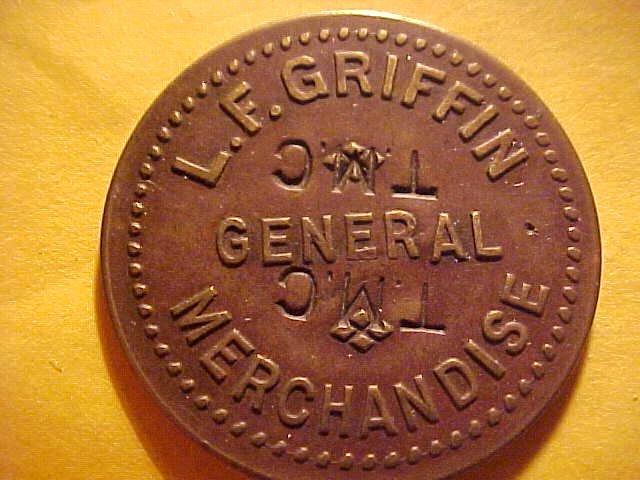 L.F. GRIFFIN
T.M.C
GENERAL
T.M.C
MERCHANDISE